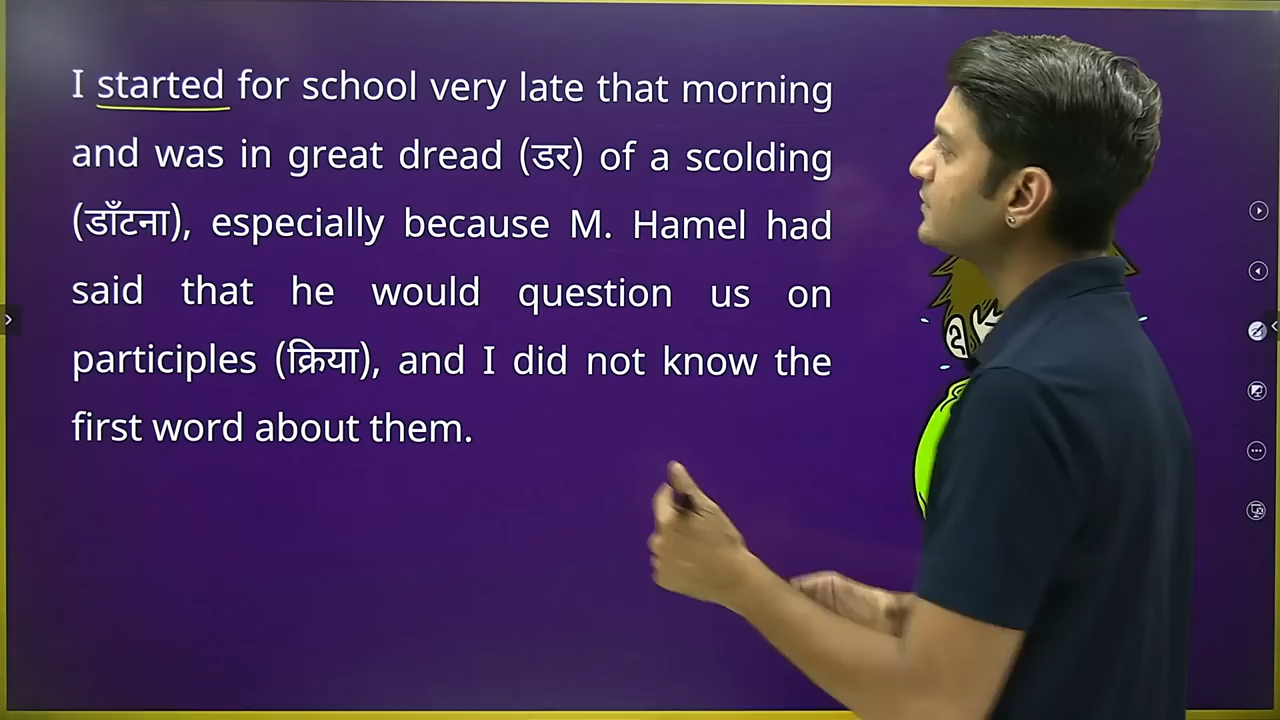 I started for school very late that morning
and was in great dread (डर) of a scolding
(डाँटना), especially because M. Hamel had
said that he would question us on
participles (क्रिया), and I did not know the
first word about them.